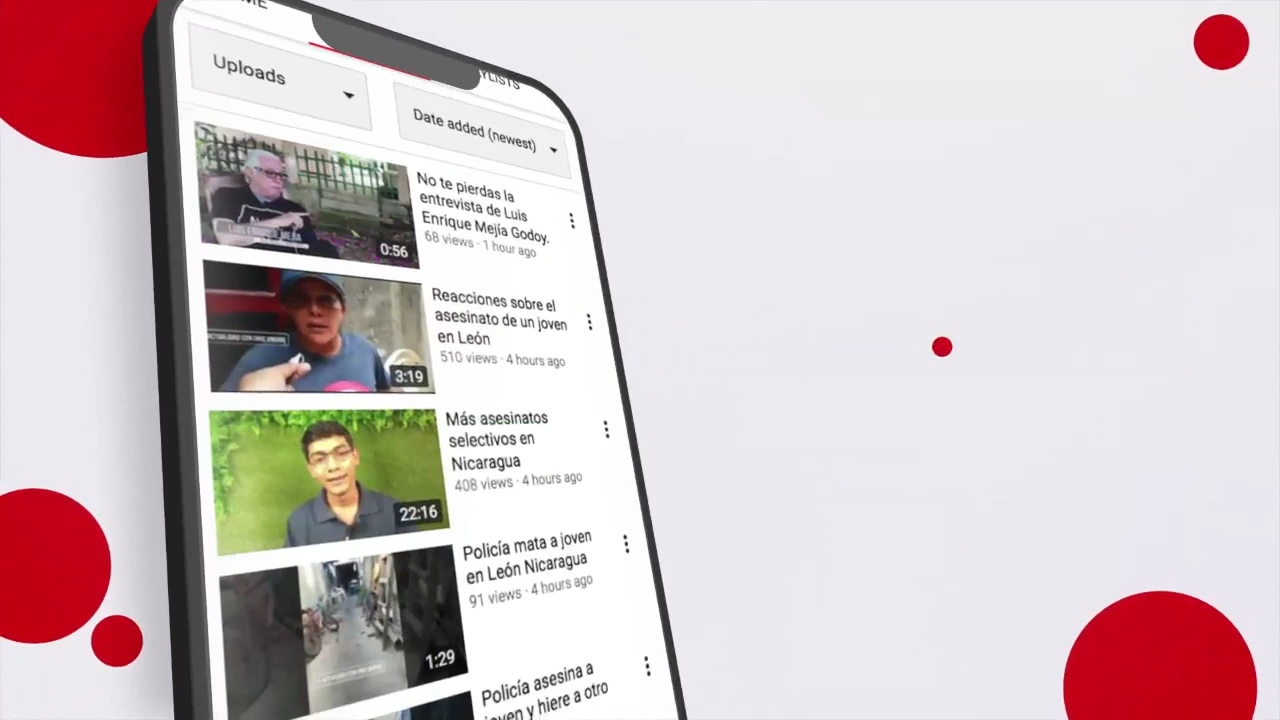 Uploads
Date added (newest)
No te pierdas la
entrevista de Luis
Enrique Mejía Godoy.
68 views · 1 hour ago
0:56
Reacciones sobre el
asesinato de un joven
en León
510 views · 4 hours ago
3:19
Más asesinatos
selectivos en
Nicaragua
408 views · 4 hours ago
22:16
Policía mata a joven
en León Nicaragua
91 views · 4 hours ago
1:29
Policía asesina a
joven y hiere a otro